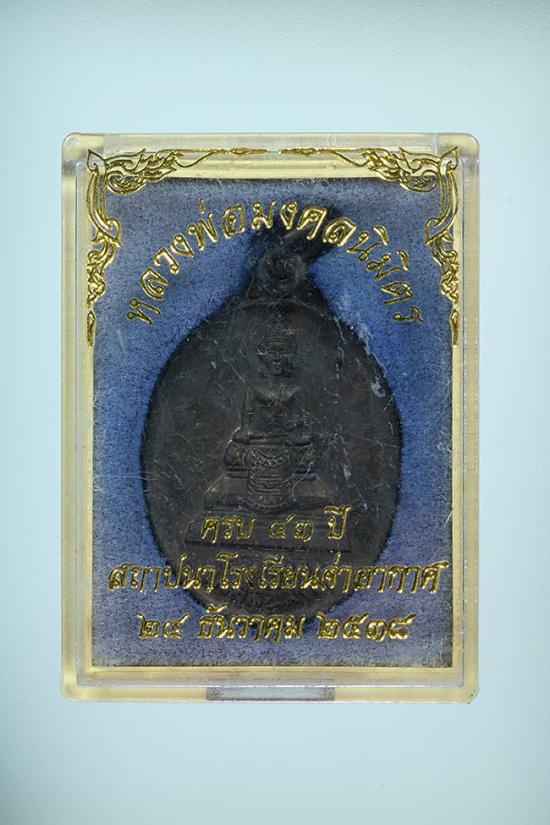 หลวงพ่อมงคลนิมิตร
ครบ ๔๓ ปี
สถาปนาโรงเรียนส่าอากาศ
๒๔ ธันวาคม ๒๕๓๘